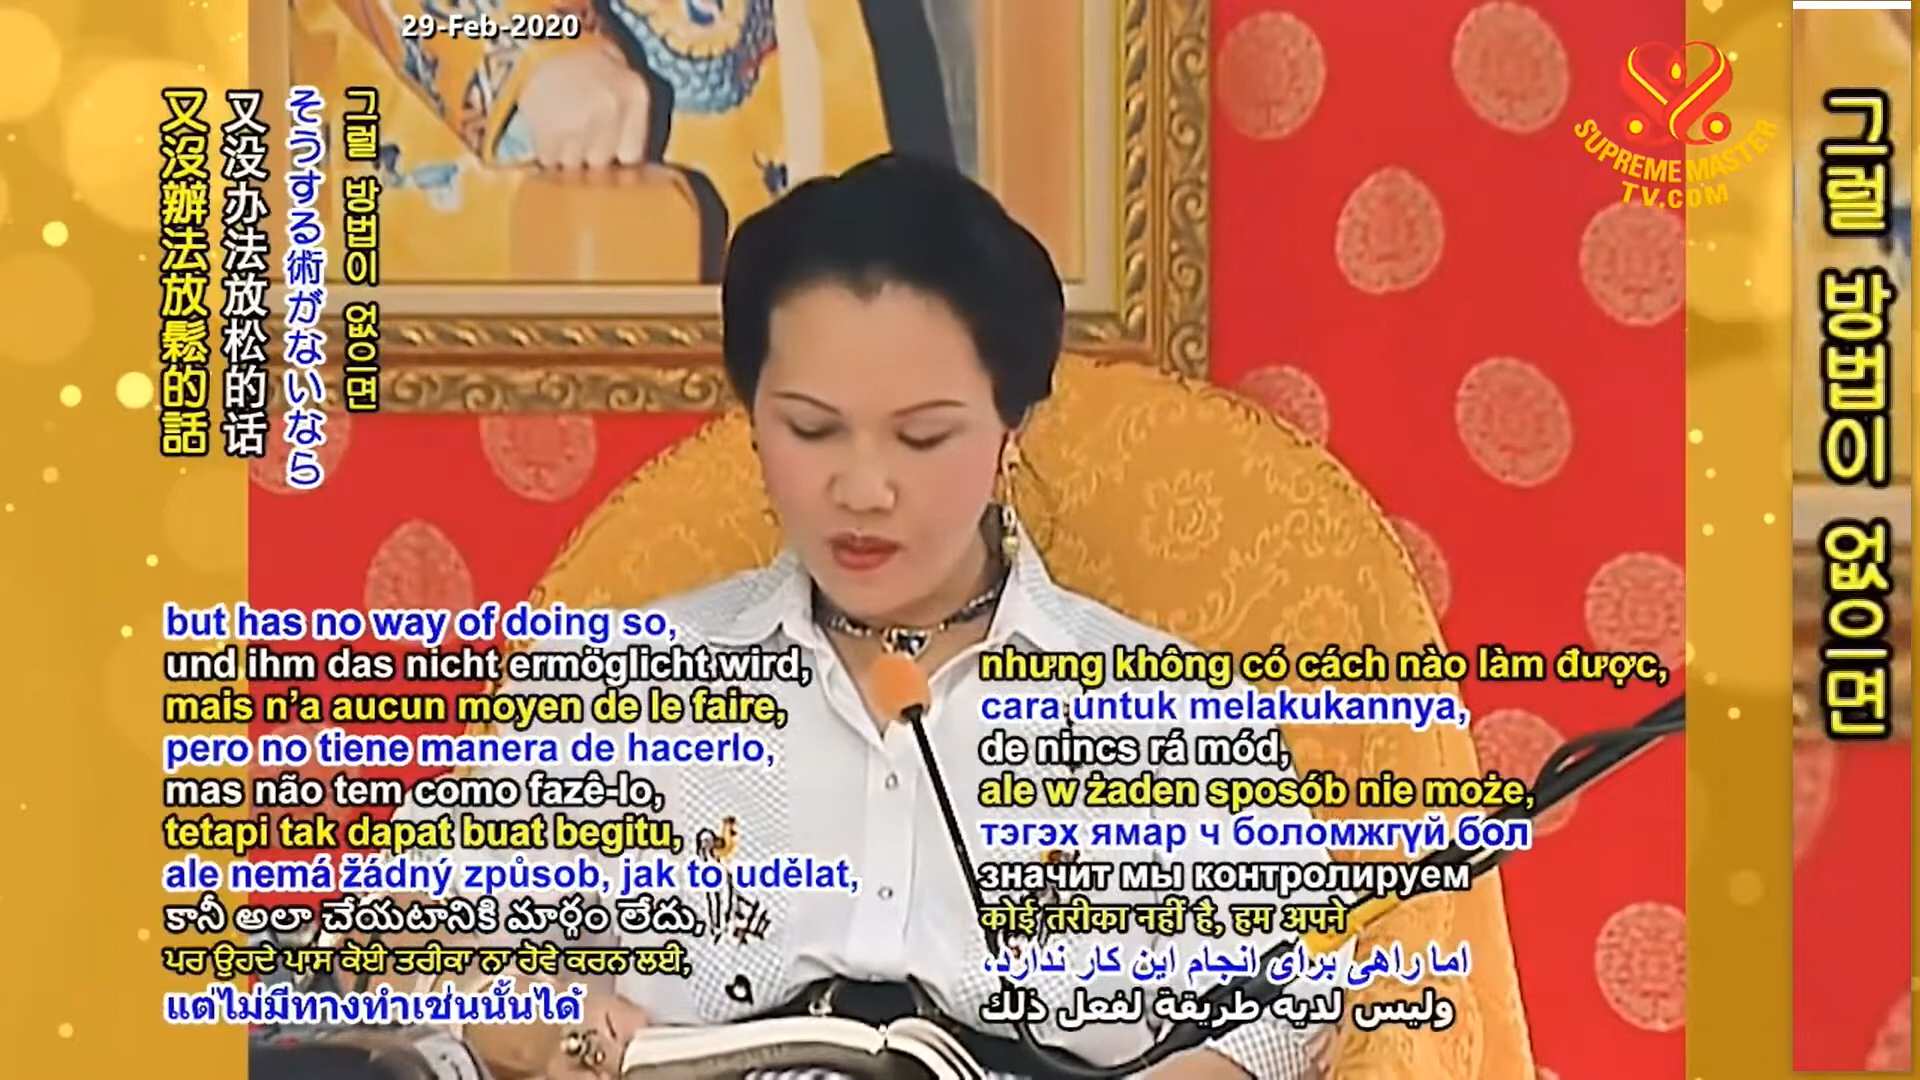 29-Feb-2020
SUPREME MASTER
TV.COM
그럴 방법이 없으면
そうする術がないなら
又没办法放松的话
又沒辦法放鬆的話
그럴 방법이 없으면
but has no way of doing so,
und ihm das nicht ermöglicht wird,
mais n’a aucun moyen de le faire,
pero no tiene manera de hacerlo,
mas não tem como fazê-lo,
tetapi tak dapat buat begitu,
ale nemá žádný způsob, jak to udělat,
కానీ అలా చేయటానికి మార్గం లేదు,
ਪਰ ਉਹਦੇ ਪਾਸ ਕੋਈ ਤਰੀਕਾ ਨਾ ਹੋਵੇ ਕਰਨ ਲਈ,
แต่ไม่มีทางทำเช่นนั้นได้
nhưng không có cách nào làm được,
cara untuk melakukannya,
de nincs rá mód,
ale w żaden sposób nie może,
тэгэх ямар ч боломжгүй бол
значит мы контролируем
कोई तरीका नहीं है, हम अपने
اما راهی برای انجام این کار ندارد،
وليس لديه طريقة لفعل ذلك